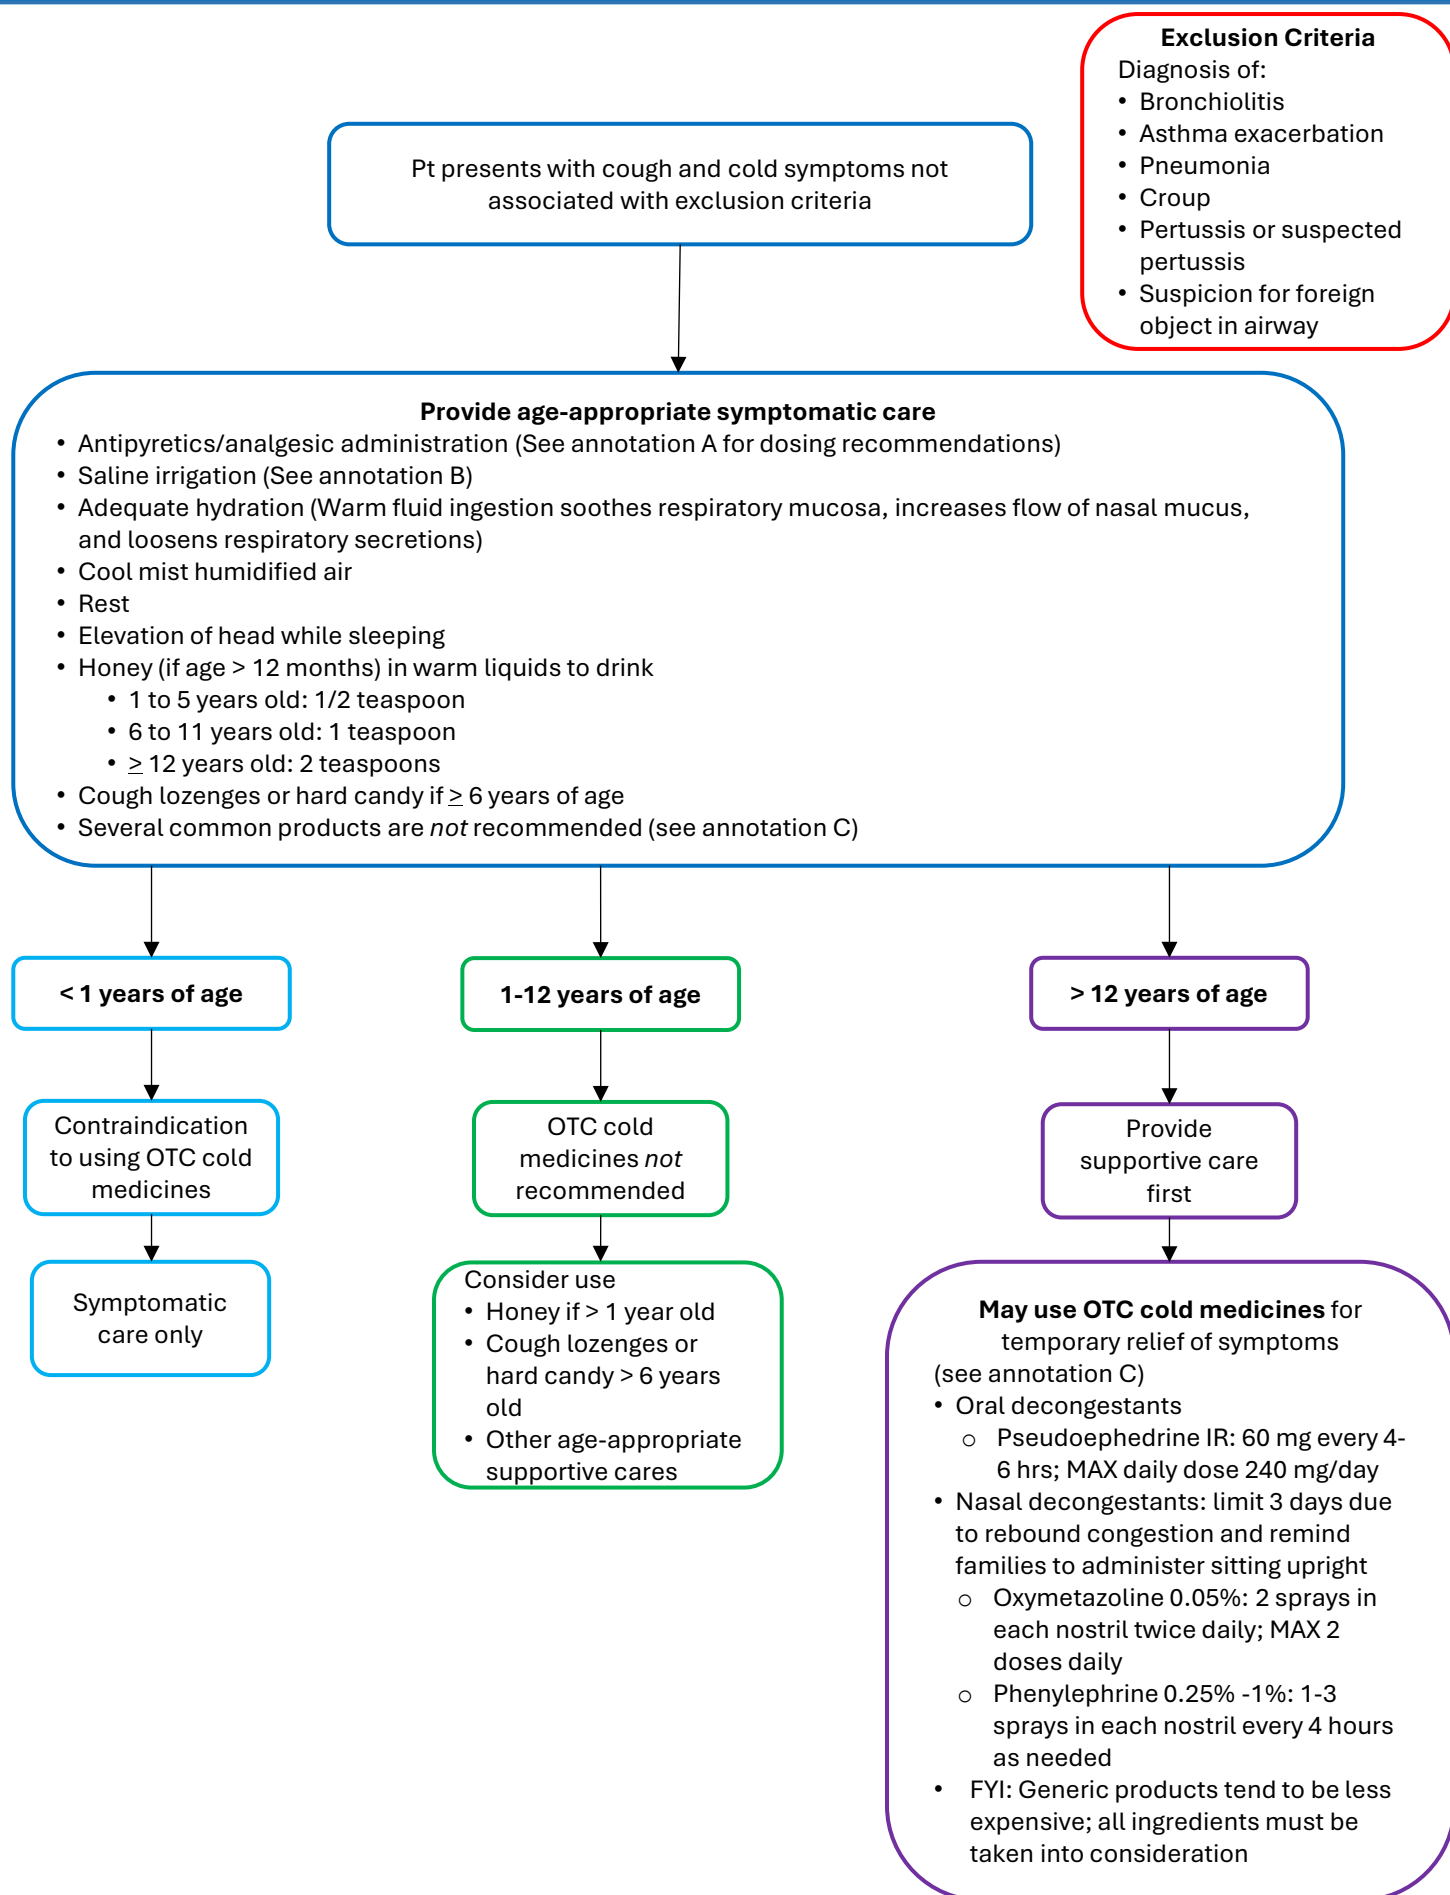 Exclusion Criteria
Diagnosis of:
• Bronchiolitis
• Asthma exacerbation
• Pneumonia
• Croup
• Pertussis or suspected
pertussis
• Suspicion for foreign
object in airway
Pt presents with cough and cold symptoms not
associated with exclusion criteria
Provide age-appropriate symptomatic care
• Antipyretics/analgesic administration (See annotation A for dosing recommendations)
• Saline irrigation (See annotation B)
• Adequate hydration (Warm fluid ingestion soothes respiratory mucosa, increases flow of nasal mucus,
and loosens respiratory secretions)
• Cool mist humidified air
• Rest
• Elevation of head while sleeping
• Honey (if age > 12 months) in warm liquids to drink
• 1 to 5 years old: 1/2 teaspoon
• 6 to 11 years old: 1 teaspoon
• ≥ 12 years old: 2 teaspoons
• Cough lozenges or hard candy if ≥ 6 years of age
• Several common products are not recommended (see annotation C)
< 1 years of age
Contraindication
to using OTC cold
medicines
Symptomatic
care only
1-12 years of age
OTC cold
medicines not
recommended
Consider use
• Honey if > 1 year old
• Cough lozenges or
hard candy > 6 years
old
• Other age-appropriate
supportive cares
> 12 years of age
Provide
supportive care
first
May use OTC cold medicines for
temporary relief of symptoms
(see annotation C)
• Oral decongestants
o Pseudoephedrine IR: 60 mg every 4-
6 hrs; MAX daily dose 240 mg/day
• Nasal decongestants: limit 3 days due
to rebound congestion and remind
families to administer sitting upright
o Oxymetazoline 0.05%: 2 sprays in
each nostril twice daily; MAX 2
doses daily
o Phenylephrine 0.25% -1%: 1-3
sprays in each nostril every 4 hours
as needed
• FYI: Generic products tend to be less
expensive; all ingredients must be
taken into consideration